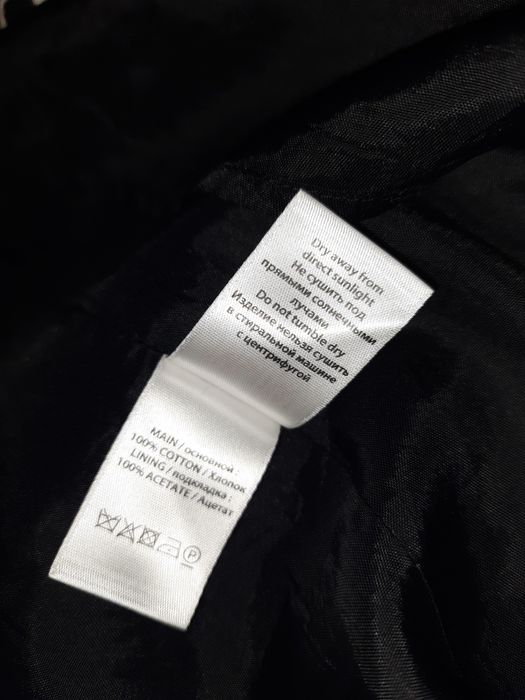 Dry away from
direct sunlight
Не сушить под
прямыми солнечными
лучами
Do not tumble dry
Изделие нельзя сушить
в стиральной машине
с центрифугой
MAIN / основной :
100% COTTON / Хлопок
LINING / подкладка :
100% ACETATE / Ацетат
P